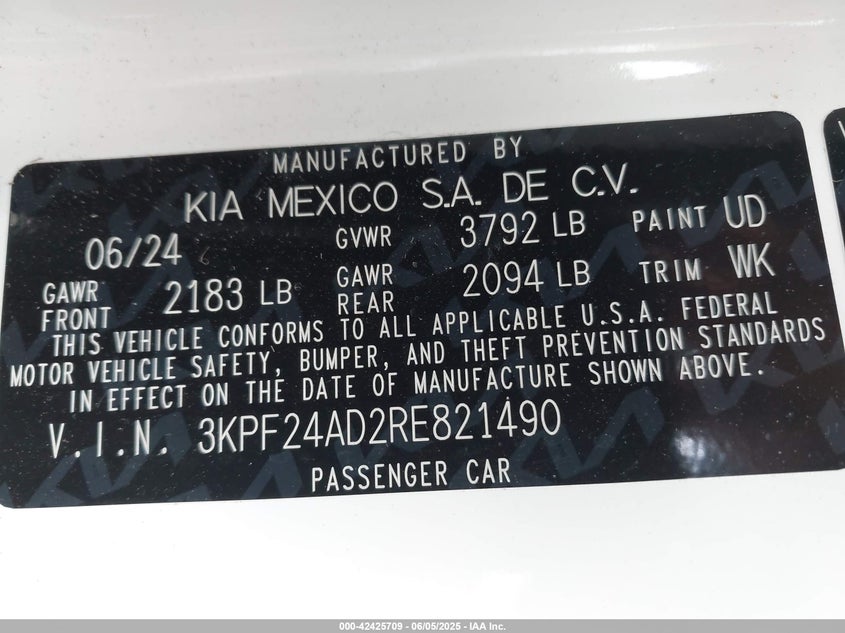 MANUFACTURED BY
KIA MEXICO S.A. DE C.V.
06/24 GVWR 3792 LB PAINT UD
GAWR FRONT 2183 LB GAWR REAR 2094 LB TRIM WK
THIS VEHICLE CONFORMS TO ALL APPLICABLE U.S.A. FEDERAL
MOTOR VEHICLE SAFETY, BUMPER, AND THEFT PREVENTION STANDARDS
IN EFFECT ON THE DATE OF MANUFACTURE SHOWN ABOVE.
V.I.N. 3KPF24AD2RE821490
PASSENGER CAR
000-42425709 - 06/05/2025 - IAA Inc.